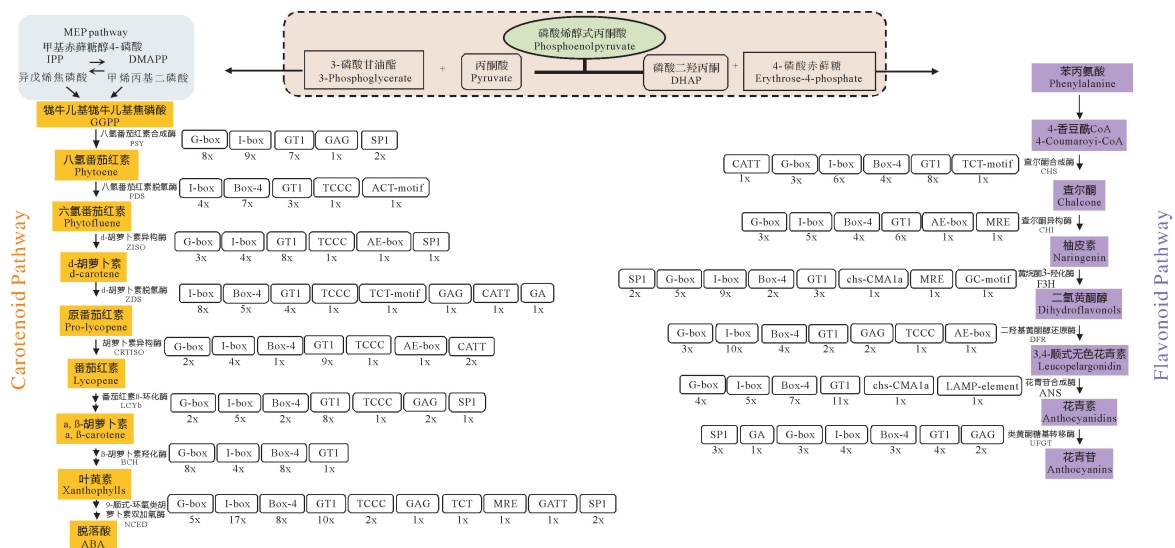 MEP pathway
甲基赤藓糖醇4-磷酸
IPP
DMAPP
异戊烯焦磷酸
甲烯丙基二磷酸
磷酸烯醇式丙酮酸
Phosphoenolpyruvate
3-磷酸甘油酯
3-Phosphoglycerate
+
丙酮酸
Pyruvate
磷酸二羟丙酮
DHAP
+
4-磷酸赤藓糖
Erythrose-4-phosphate
Carotenoid Pathway
牻牛儿基牻牛儿基焦磷酸
GGPP
八氢番茄红素合成酶
PSY
G-box I-box GT1 GAG SP1
8x 9x 7x 1x 2x
八氢番茄红素
Phytoene
八氢番茄红素脱氢酶
PDS
I-box Box-4 GT1 TCCC ACT-motif
4x 7x 3x 1x 1x
六氢番茄红素
Phytofluene
d-胡萝卜素异构酶
ZISO
G-box I-box GT1 TCCC AE-box SP1
3x 4x 8x 1x 1x 1x
d-胡萝卜素
d-carotene
d-胡萝卜素脱氢酶
ZDS
I-box Box-4 GT1 TCCC TCT-motif GAG CATT GA
8x 5x 4x 1x 1x 1x 1x 1x
原番茄红素
Pro-lycopene
胡萝卜素异构酶
CRTISO
G-box I-box Box-4 GT1 TCCC AE-box CATT
2x 4x 1x 9x 1x 1x 2x
番茄红素
Lycopene
番茄红素ß-环化酶
LCYb
G-box I-box Box-4 GT1 TCCC GAG SP1
2x 5x 2x 8x 1x 2x 1x
a, ß-胡萝卜素
a, ß-carotene
ß-胡萝卜素羟化酶
BCH
G-box I-box Box-4 GT1
8x 4x 8x 1x
叶黄素
Xanthophylls
9-顺式-环氧类胡
萝卜素双加氧酶
NCED
G-box I-box Box-4 GT1 TCCC GAG TCT MRE GATT SP1
5x 17x 8x 10x 2x 1x 1x 1x 1x 2x
脱落酸
ABA
苯丙氨酸
Phenylalanine
4-香豆酰CoA
4-Coumaroyi-CoA
CATT G-box I-box Box-4 GT1 TCT-motif
1x 3x 6x 4x 8x 1x
查尔酮合成酶
CHS
查尔酮
Chalcone
G-box I-box Box-4 GT1 AE-box MRE
3x 5x 4x 6x 1x 1x
查尔酮异构酶
CHI
柚皮素
Naringenin
SP1 G-box I-box Box-4 GT1 chs-CMA1a MRE GC-motif
2x 5x 9x 2x 3x 1x 1x 1x
黄烷酮3-羟化酶
F3H
二氢黄酮醇
Dihydroflavonols
G-box I-box Box-4 GT1 GAG TCCC AE-box
3x 10x 4x 2x 2x 1x 1x
二羟基黄酮醇还原酶
DFR
3,4-顺式无色花青素
Leucopelargonidin
G-box I-box Box-4 GT1 chs-CMA1a LAMP-element
4x 5x 7x 11x 1x 1x
花青苷合成酶
ANS
花青素
Anthocyanidins
SP1 GA G-box I-box Box-4 GT1 GAG
3x 1x 3x 4x 3x 4x 2x
类黄酮糖基转移酶
UFGT
花青苷
Anthocyanins
Flavonoid Pathway